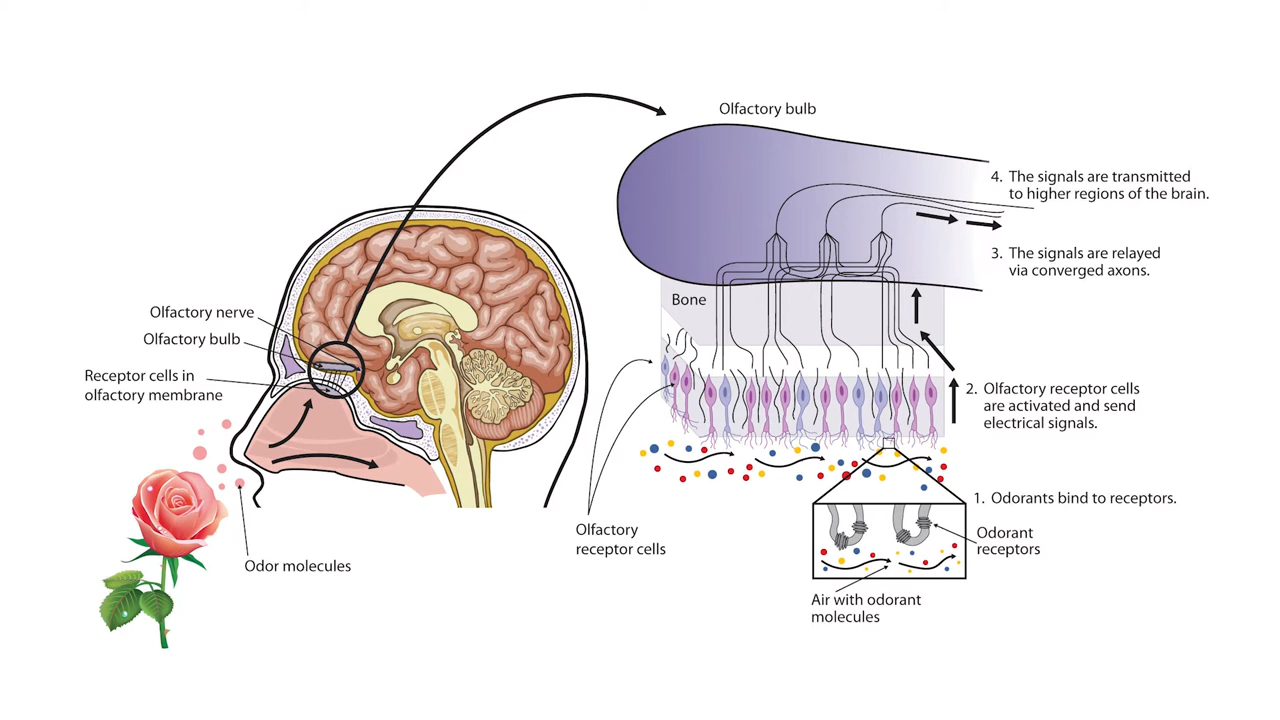 Olfactory bulb
4. The signals are transmitted
to higher regions of the brain.
3. The signals are relayed
via converged axons.
Bone
Olfactory nerve
Olfactory bulb
Receptor cells in
olfactory membrane
2. Olfactory receptor cells
are activated and send
electrical signals.
1. Odorants bind to receptors.
Olfactory
receptor cells
Odorant
receptors
Odor molecules
Air with odorant
molecules